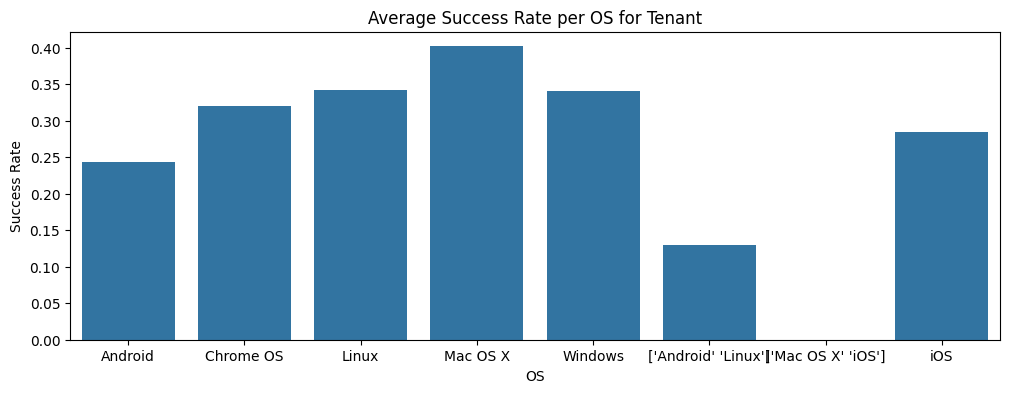 Average Success Rate per OS for Tenant
0.40
0.35
0.30
0.25
0.20
0.15
0.10
0.05
0.00
Success Rate
Android Chrome OS Linux Mac OS X Windows ['Android' 'Linux'] ['Mac OS X' 'iOS'] iOS
OS